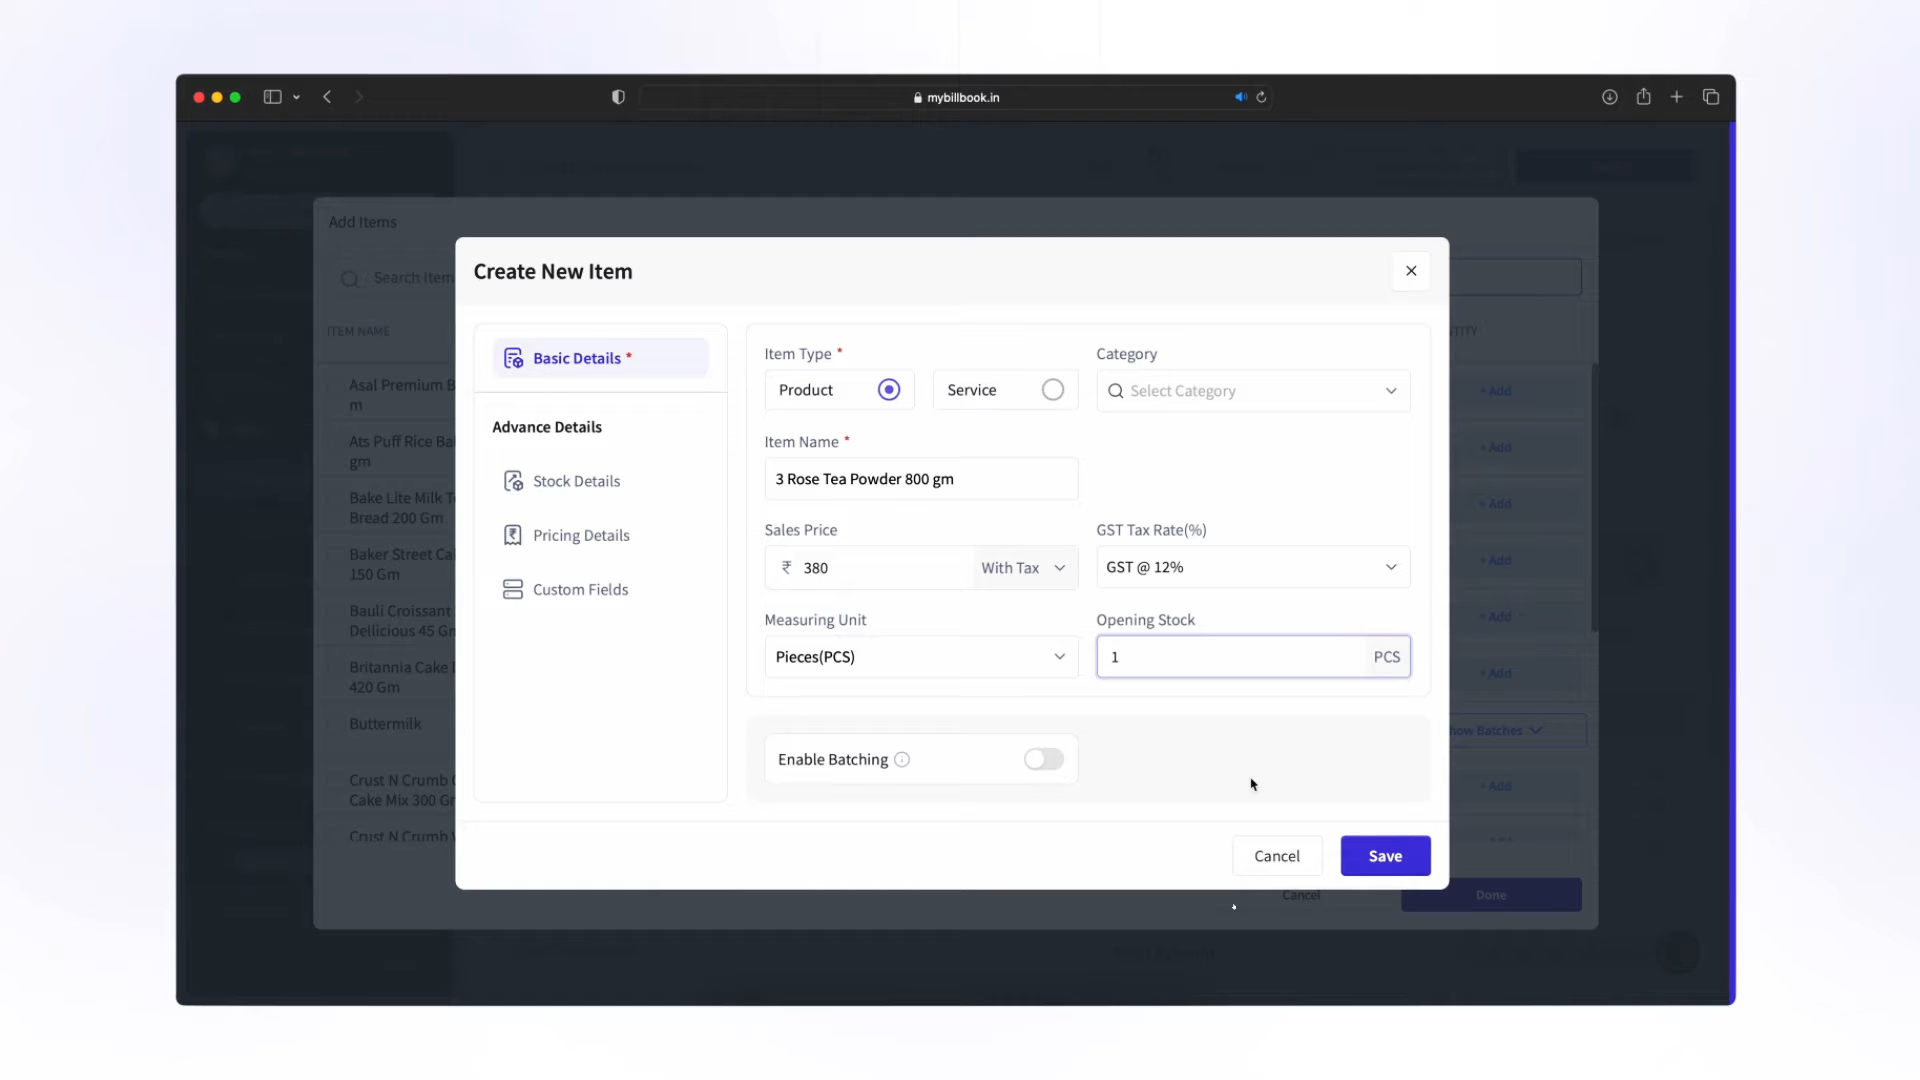 mybillbook.in
Add Items
Search Item
ITEM NAME
Create New Item
Basic Details *
Advance Details
Stock Details
Pricing Details
Custom Fields
Item Type *
Product
Service
Category
Select Category
Item Name *
3 Rose Tea Powder 800 gm
Sales Price
₹ 380
With Tax
GST Tax Rate(%)
GST @ 12%
Measuring Unit
Pieces(PCS)
Opening Stock
1
PCS
Enable Batching
Cancel
Save
Asal Premium B
m
Ats Puff Rice Bal
gm
Bake Lite Milk T
Bread 200 Gm
Baker Street Ca
150 Gm
Bauli Croissant
Dellicious 45 Gm
Britannia Cake
420 Gm
Buttermilk
Crust N Crumb
Cake Mix 300 Gr
Crust N Crumb
+ Add
+ Add
+ Add
+ Add
+ Add
+ Add
how Batches
+ Add
Cancel
Done